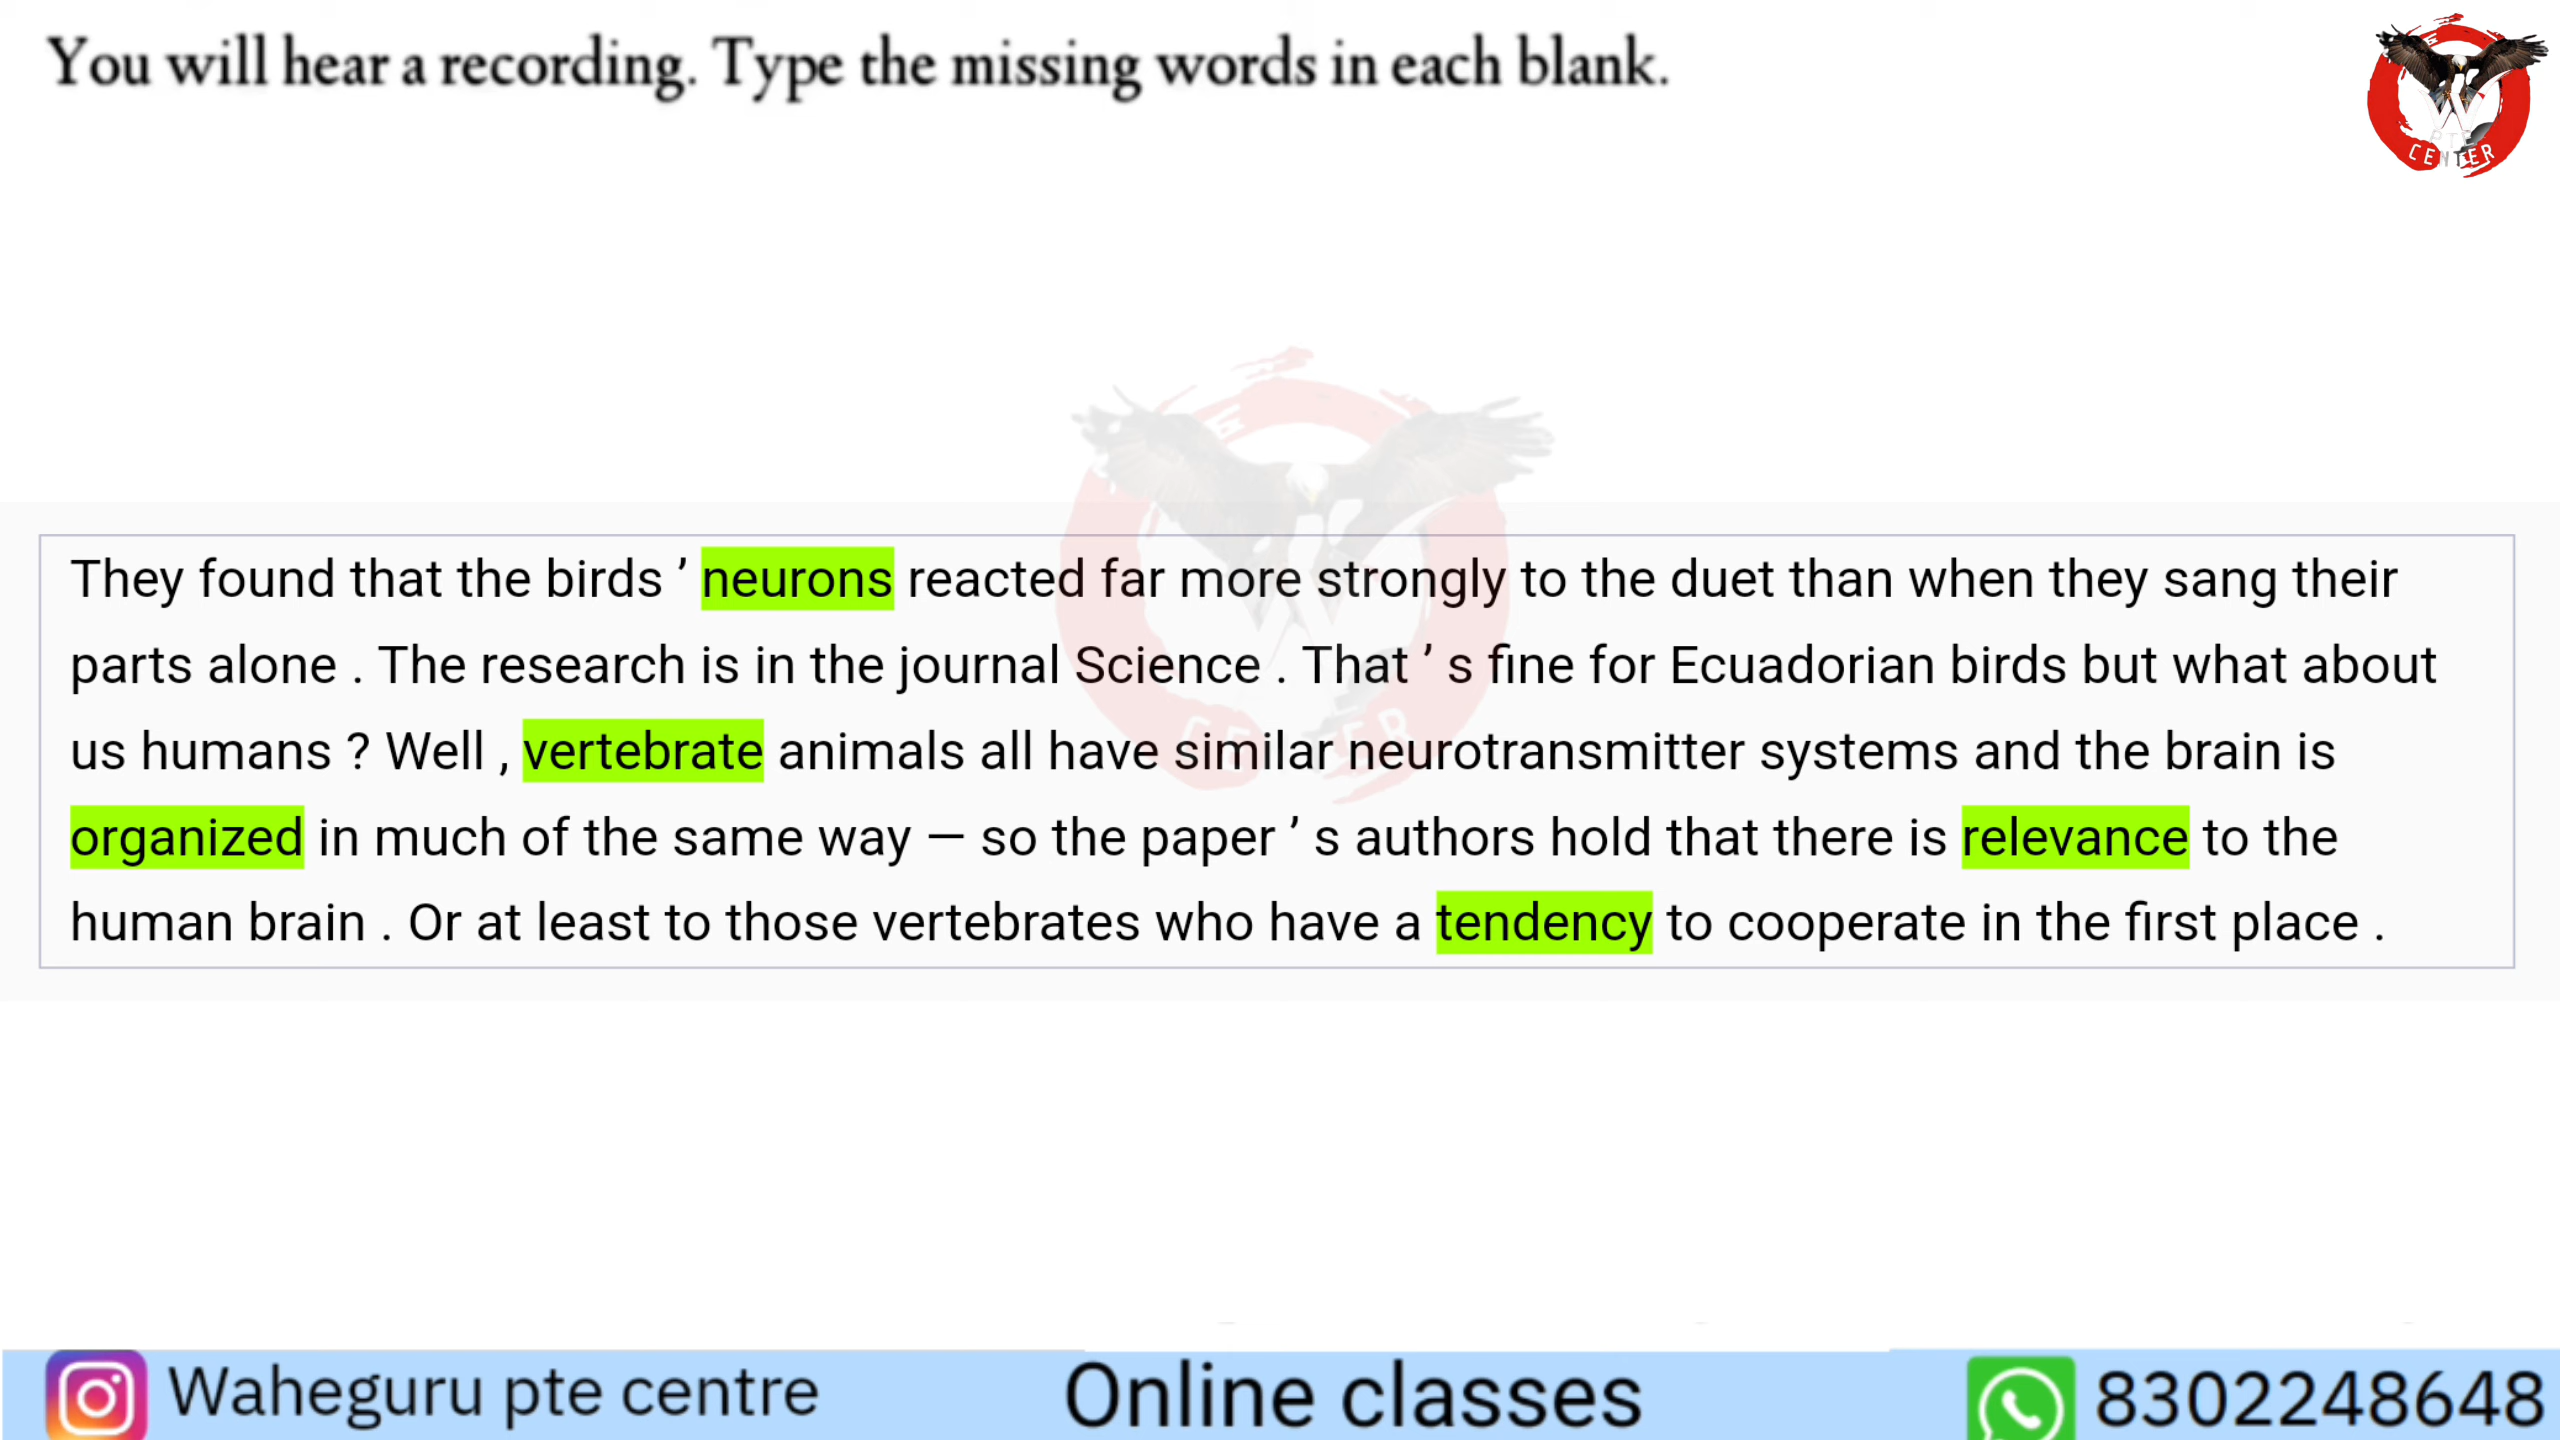 You will hear a recording. Type the missing words in each blank.
CENTER
They found that the birds ’ neurons reacted far more strongly to the duet than when they sang their
parts alone . The research is in the journal Science . That ’ s fine for Ecuadorian birds but what about
us humans ? Well , vertebrate animals all have similar neurotransmitter systems and the brain is
organized in much of the same way — so the paper ’ s authors hold that there is relevance to the
human brain . Or at least to those vertebrates who have a tendency to cooperate in the first place .
Waheguru pte centre
Online classes
8302248648